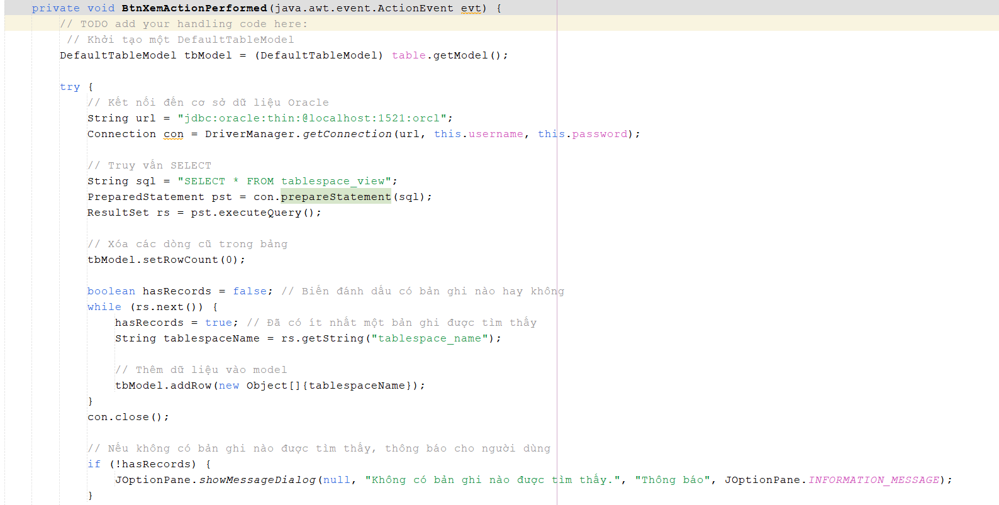 private void BtnXemActionPerformed(java.awt.event.ActionEvent evt) {
// TODO add your handling code here:
// Khởi tạo một DefaultTableModel
DefaultTableModel tbModel = (DefaultTableModel) table.getModel();
try {
// Kết nối đến cơ sở dữ liệu Oracle
String url = "jdbc:oracle:thin:@localhost:1521:orcl";
Connection con = DriverManager.getConnection(url, this.username, this.password);
// Truy vấn SELECT
String sql = "SELECT * FROM tablespace_view";
PreparedStatement pst = con.prepareStatement(sql);
ResultSet rs = pst.executeQuery();
// Xóa các dòng cũ trong bảng
tbModel.setRowCount(0);
boolean hasRecords = false; // Biến đánh dấu có bản ghi nào hay không
while (rs.next()) {
hasRecords = true; // Đã có ít nhất một bản ghi được tìm thấy
String tablespaceName = rs.getString("tablespace_name");
// Thêm dữ liệu vào model
tbModel.addRow(new Object[]{tablespaceName});
}
con.close();
// Nếu không có bản ghi nào được tìm thấy, thông báo cho người dùng
if (!hasRecords) {
JOptionPane.showMessageDialog(null, "Không có bản ghi nào được tìm thấy.", "Thông báo", JOptionPane.INFORMATION_MESSAGE);
}